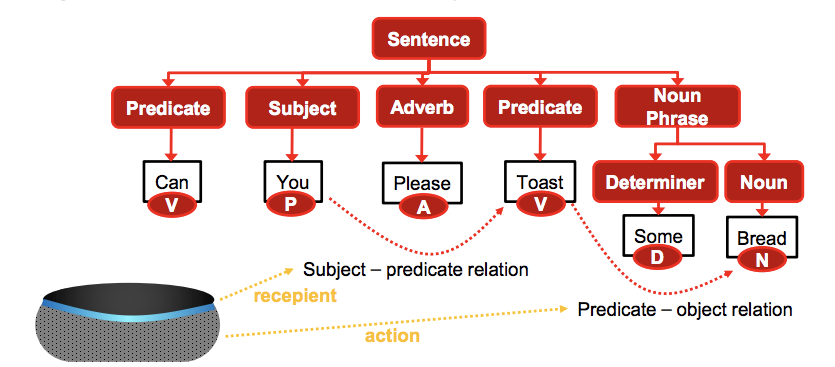 Sentence
Predicate
Subject
Adverb
Predicate
Noun
Phrase
Can
V
You
P
Please
A
Toast
V
Determiner
Noun
Some
D
Bread
N
Subject – predicate relation
recepient
Predicate – object relation
action